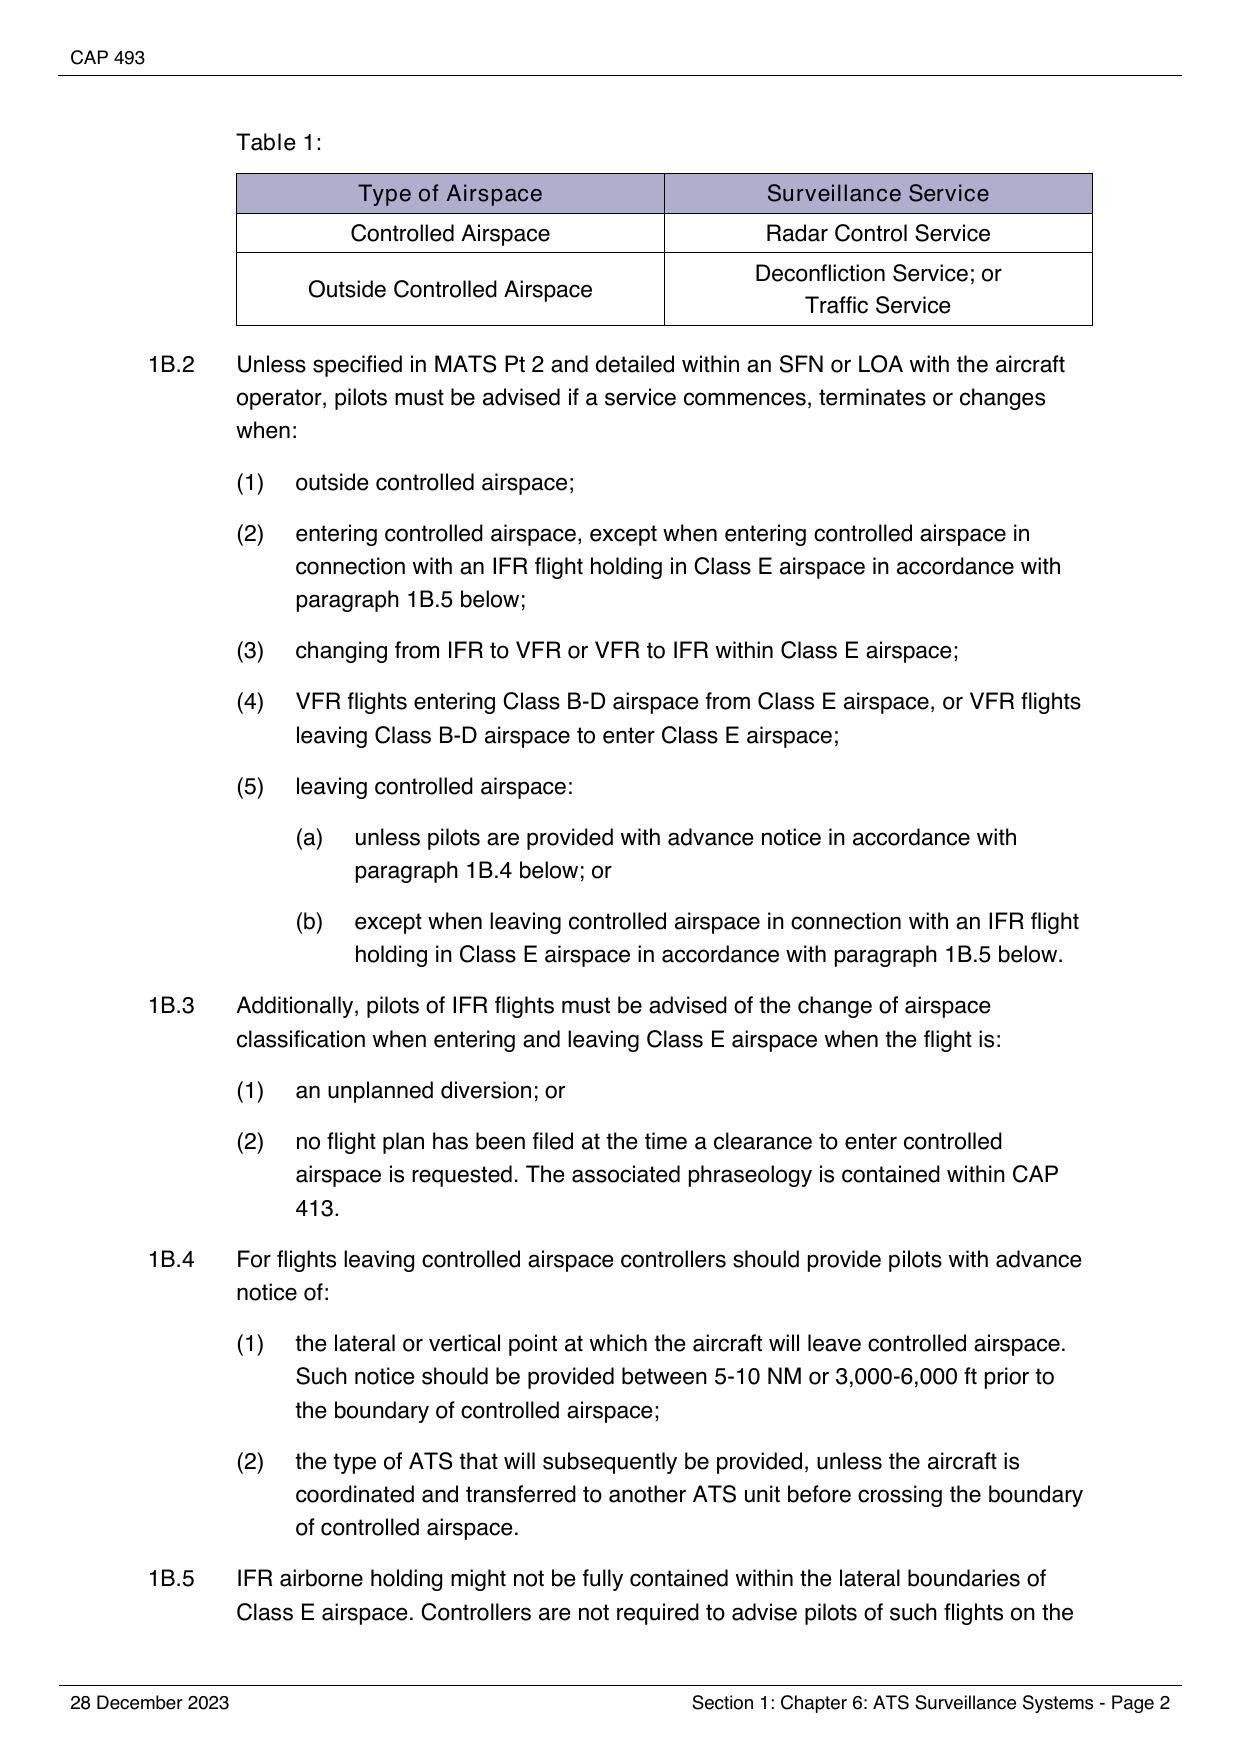 CAP 493
Table 1:
Type of Airspace
Surveillance Service
Controlled Airspace
Radar Control Service
Outside Controlled Airspace
Deconfliction Service; or
Traffic Service
1B.2 Unless specified in MATS Pt 2 and detailed within an SFN or LOA with the aircraft
operator, pilots must be advised if a service commences, terminates or changes
when:
(1) outside controlled airspace;
(2) entering controlled airspace, except when entering controlled airspace in
connection with an IFR flight holding in Class E airspace in accordance with
paragraph 1B.5 below;
(3) changing from IFR to VFR or VFR to IFR within Class E airspace;
(4) VFR flights entering Class B-D airspace from Class E airspace, or VFR flights
leaving Class B-D airspace to enter Class E airspace;
(5) leaving controlled airspace:
(a) unless pilots are provided with advance notice in accordance with
paragraph 1B.4 below; or
(b) except when leaving controlled airspace in connection with an IFR flight
holding in Class E airspace in accordance with paragraph 1B.5 below.
1B.3 Additionally, pilots of IFR flights must be advised of the change of airspace
classification when entering and leaving Class E airspace when the flight is:
(1) an unplanned diversion; or
(2) no flight plan has been filed at the time a clearance to enter controlled
airspace is requested. The associated phraseology is contained within CAP
413.
1B.4 For flights leaving controlled airspace controllers should provide pilots with advance
notice of:
(1) the lateral or vertical point at which the aircraft will leave controlled airspace.
Such notice should be provided between 5-10 NM or 3,000-6,000 ft prior to
the boundary of controlled airspace;
(2) the type of ATS that will subsequently be provided, unless the aircraft is
coordinated and transferred to another ATS unit before crossing the boundary
of controlled airspace.
1B.5 IFR airborne holding might not be fully contained within the lateral boundaries of
Class E airspace. Controllers are not required to advise pilots of such flights on the
28 December 2023
Section 1: Chapter 6: ATS Surveillance Systems - Page 2